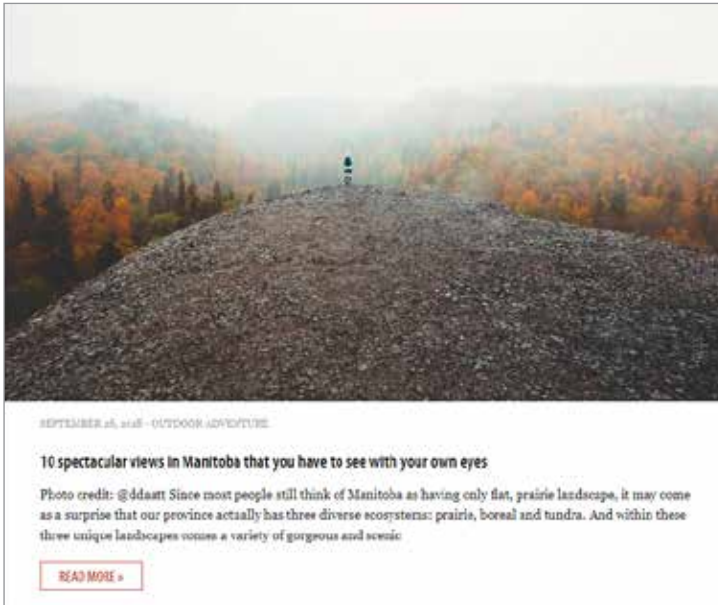 SEPTEMBER 26, 2018 - OUTDOOR ADVENTURE
10 spectacular views in Manitoba that you have to see with your own eyes
Photo credit: @ddaatt Since most people still think of Manitoba as having only flat, prairie landscape, it may come
as a surprise that our province actually has three diverse ecosystems: prairie, boreal and tundra. And within these
three unique landscapes comes a variety of gorgeous and scenic
READ MORE »